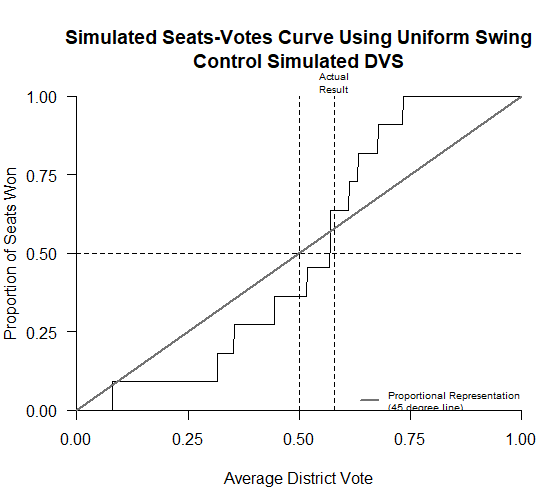 Simulated Seats-Votes Curve Using Uniform Swing
Control Simulated DVS
Actual
Result
Proportion of Seats Won
1.00
0.75
0.50
0.25
0.00
Proportional Representation
(45 degree line)
0.00 0.25 0.50 0.75 1.00
Average District Vote